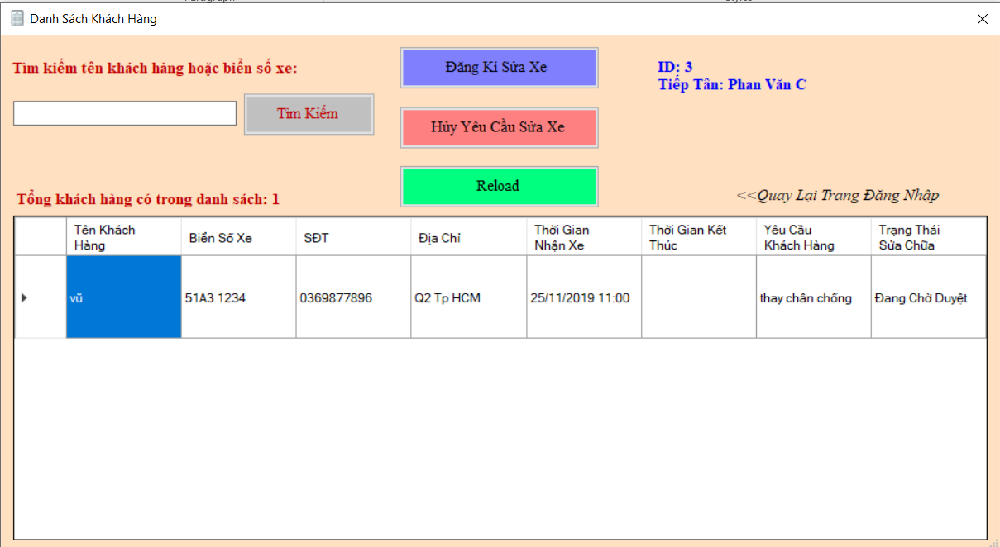 Danh Sách Khách Hàng
Tìm kiếm tên khách hàng hoặc biển số xe:
Tìm Kiếm
Đăng Kí Sửa Xe
Hủy Yêu Cầu Sửa Xe
Reload
ID: 3
Tiếp Tân: Phan Văn C
Tổng khách hàng có trong danh sách: 1
<<Quay Lại Trang Đăng Nhập
Tên Khách
Hàng
Biển Số Xe
SĐT
Địa Chỉ
Thời Gian
Nhận Xe
Thời Gian Kết
Thúc
Yêu Cầu
Khách Hàng
Trạng Thái
Sửa Chữa
vũ
51A3 1234
0369877896
Q2 Tp HCM
25/11/2019 11:00
thay chân chống
Đang Chờ Duyệt